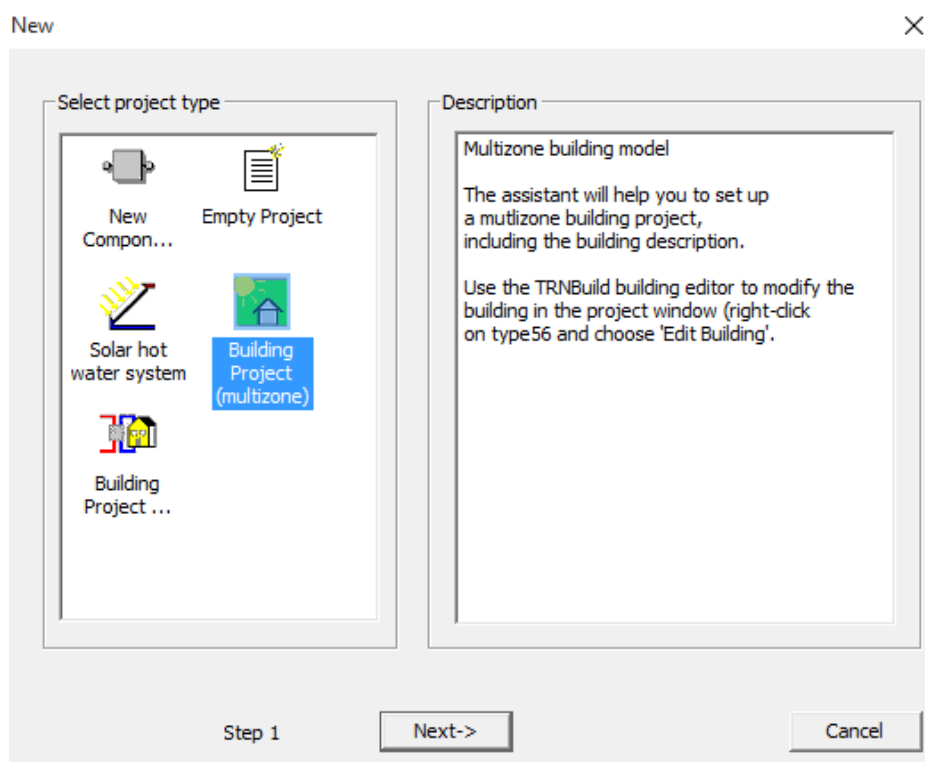 New
Select project type
New
Compon...
Empty Project
Solar hot
water system
Building
Project
(multizone)
Building
Project ...
Description
Multizone building model
The assistant will help you to set up
a mutlizone building project,
including the building description.
Use the TRNBuild building editor to modify the
building in the project window (right-click
on type56 and choose 'Edit Building'.
Step 1
Next->
Cancel